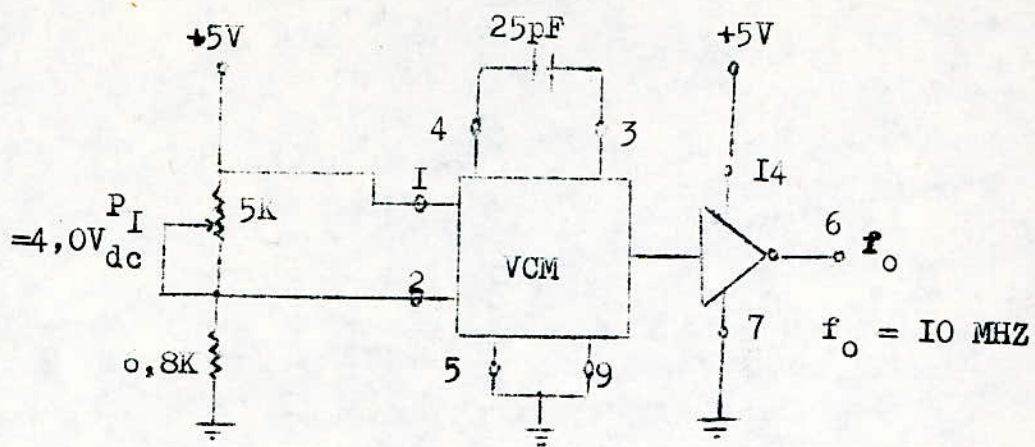 +5V
25pF
+5V
4
3
I
I4
P I
5K
=4,0V dc
VCM
6
f o
2
7
f o = IO MHZ
0,8K
5
9